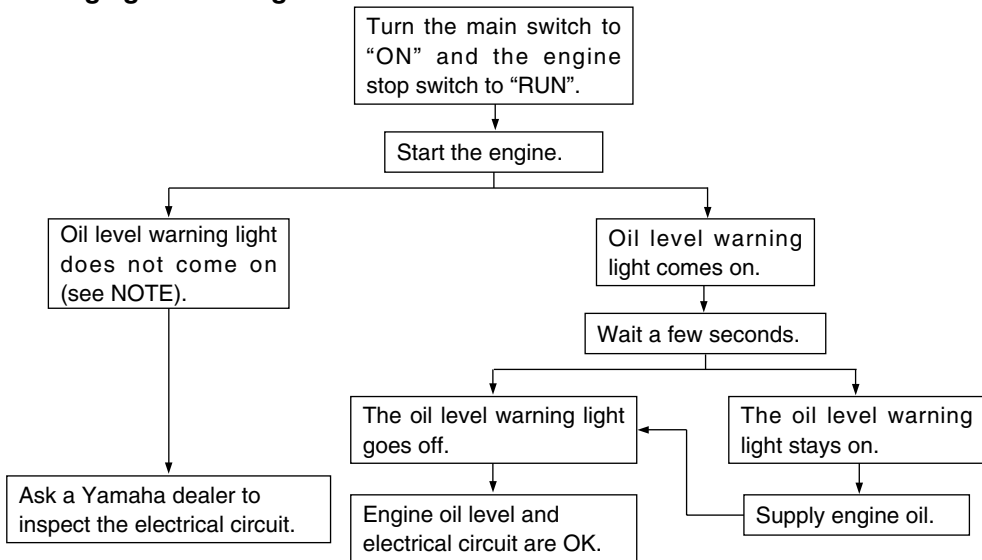 Turn the main switch to
“ON” and the engine
stop switch to “RUN”.
Start the engine.
Oil level warning light
does not come on
(see NOTE).
Oil level warning
light comes on.
Wait a few seconds.
The oil level warning light
goes off.
The oil level warning
light stays on.
Ask a Yamaha dealer to
inspect the electrical circuit.
Engine oil level and
electrical circuit are OK.
Supply engine oil.